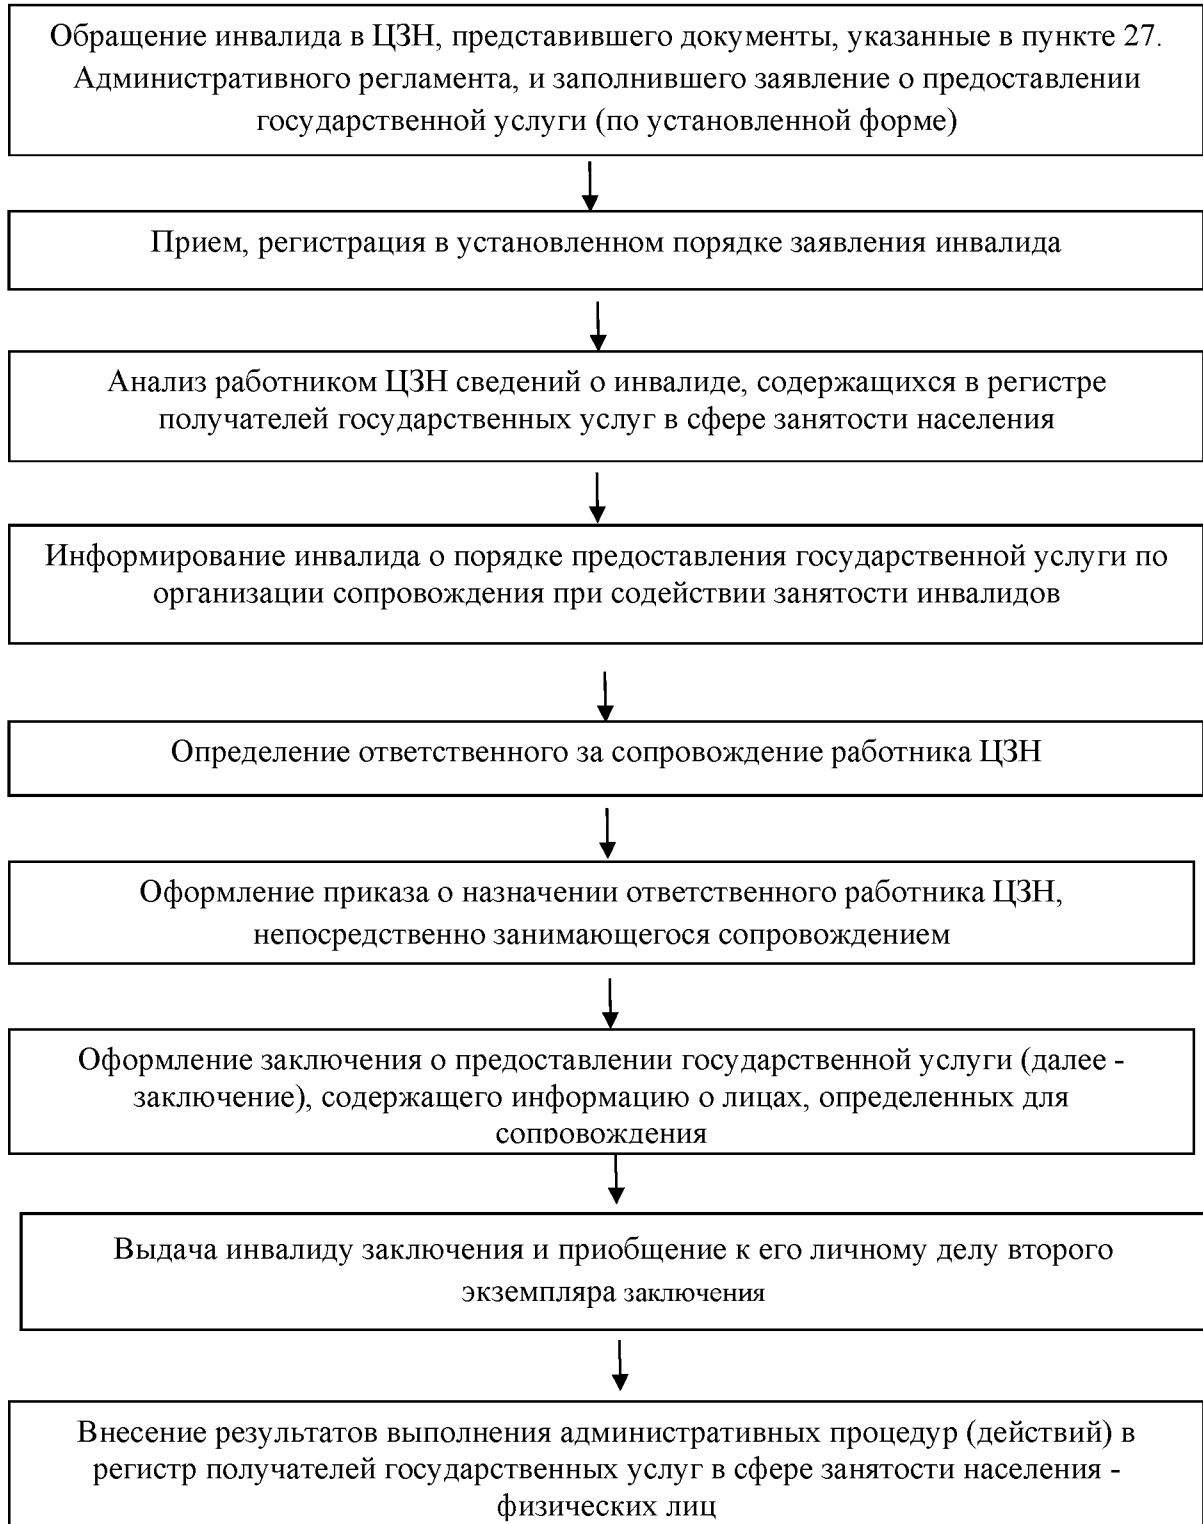 Обращение инвалида в ЦЗН, представившего документы, указанные в пункте 27.
Административного регламента, и заполнившего заявление о предоставлении
государственной услуги (по установленной форме)
Прием, регистрация в установленном порядке заявления инвалида
Анализ работником ЦЗН сведений о инвалиде, содержащихся в регистре
получателей государственных услуг в сфере занятости населения
Информирование инвалида о порядке предоставления государственной услуги по
организации сопровождения при содействии занятости инвалидов
Определение ответственного за сопровождение работника ЦЗН
Оформление приказа о назначении ответственного работника ЦЗН,
непосредственно занимающегося сопровождением
Оформление заключения о предоставлении государственной услуги (далее -
заключение), содержащего информацию о лицах, определенных для
сопровождения
Выдача инвалиду заключения и приобщение к его личному делу второго
экземпляра заключения
Внесение результатов выполнения административных процедур (действий) в
регистр получателей государственных услуг в сфере занятости населения -
физических лиц